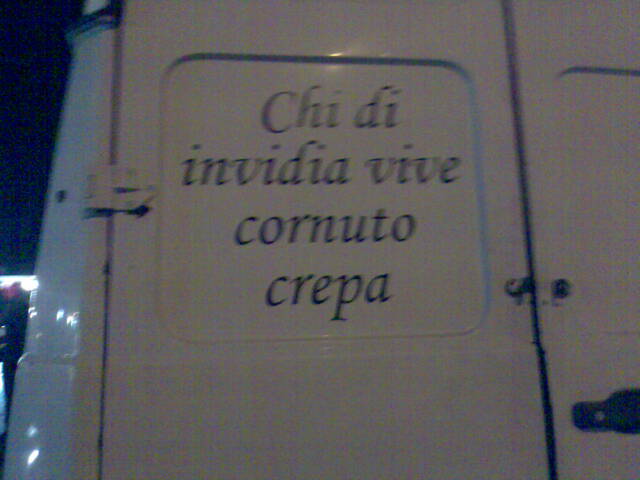 Chi di
invidia vive
cornuto
crepa